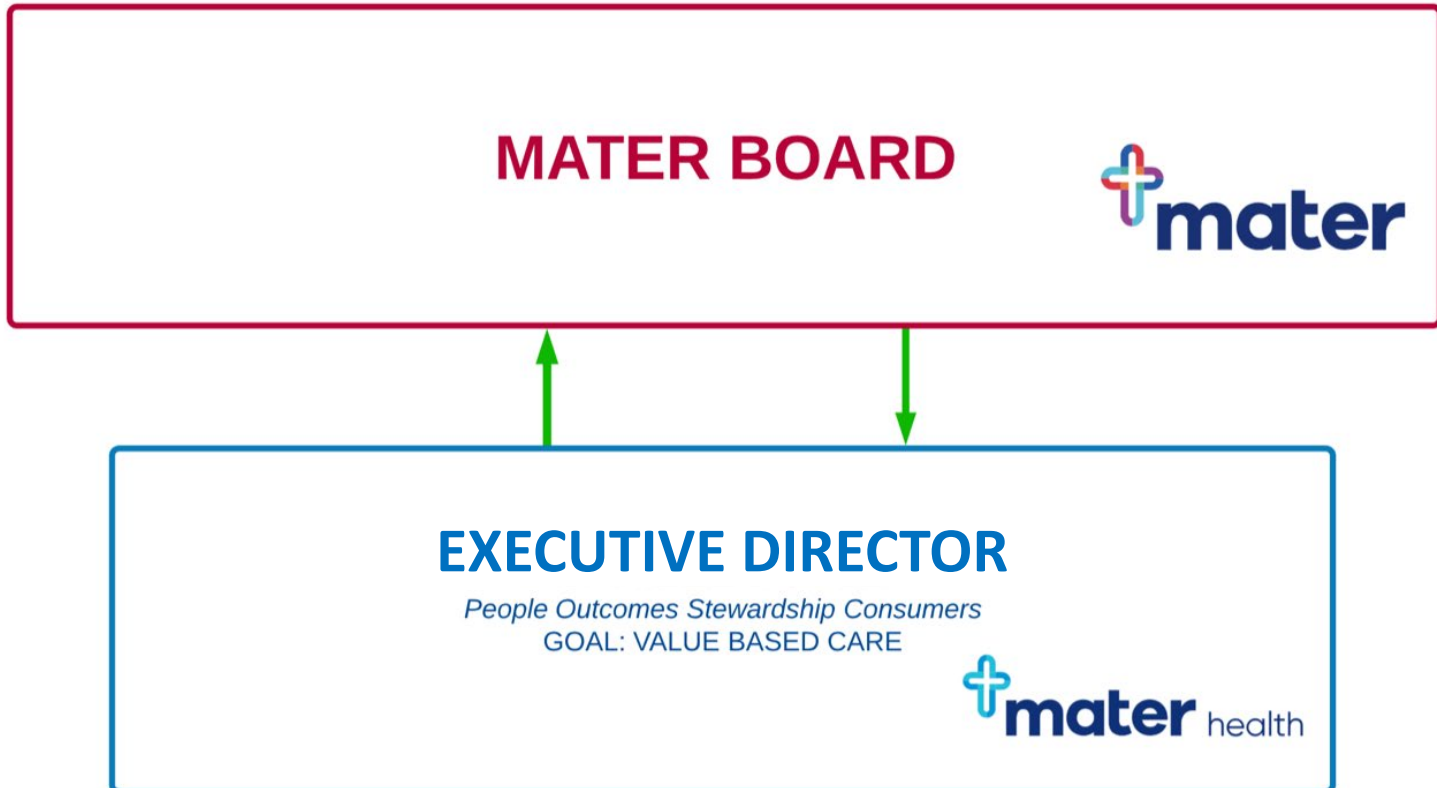 MATER BOARD
mater
EXECUTIVE DIRECTOR
People Outcomes Stewardship Consumers
GOAL: VALUE BASED CARE
mater health